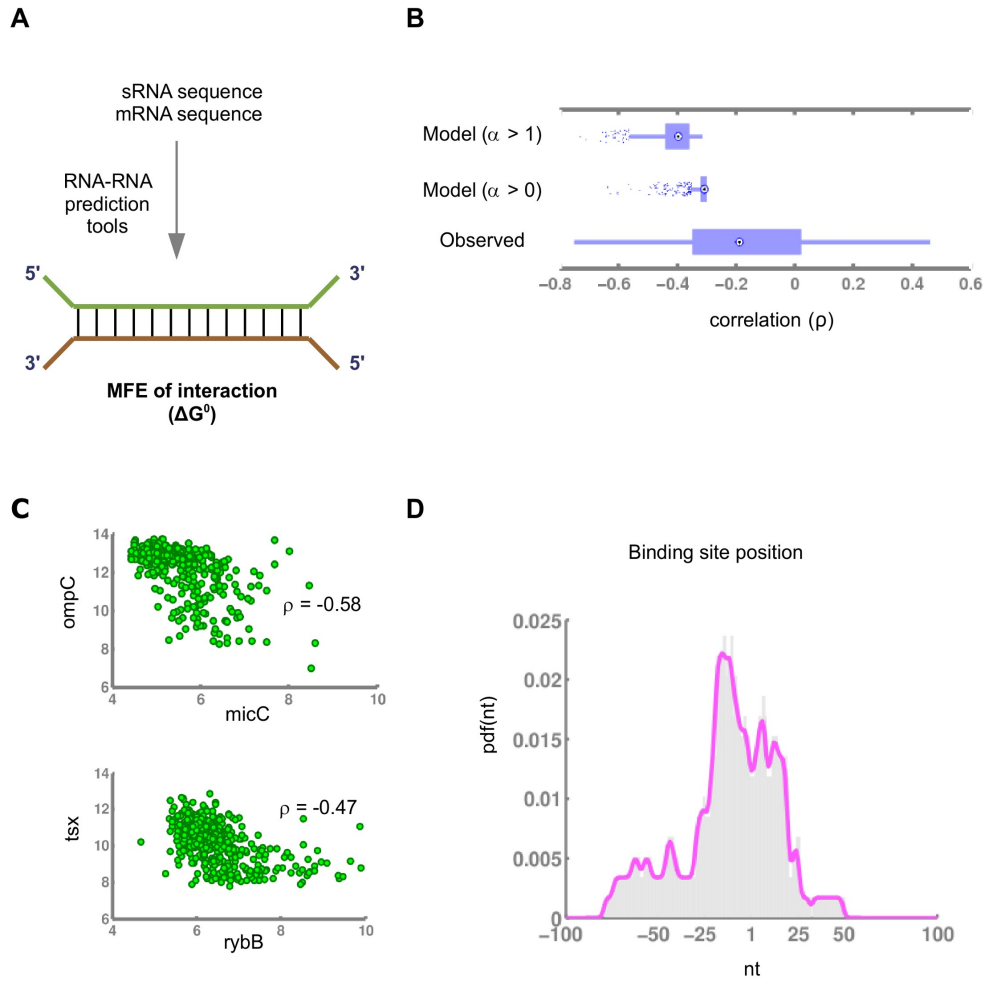 A
sRNA sequence
mRNA sequence
RNA-RNA
prediction
tools
5'
3'
3'
5'
MFE of interaction
(ΔG⁰)
B
Model (α > 1)
Model (α > 0)
Observed
−0.8 −0.6 −0.4 −0.2 0 0.2 0.4 0.6
correlation (ρ)
C
ompC
14
12
10
8
6
ρ = -0.58
4 6 8 10
micC
tsx
14
12
10
8
6
ρ = -0.47
4 6 8 10
rybB
D
Binding site position
pdf(nt)
0.025
0.02
0.015
0.01
0.005
0
−100 −50 −25 1 25 50 100
nt